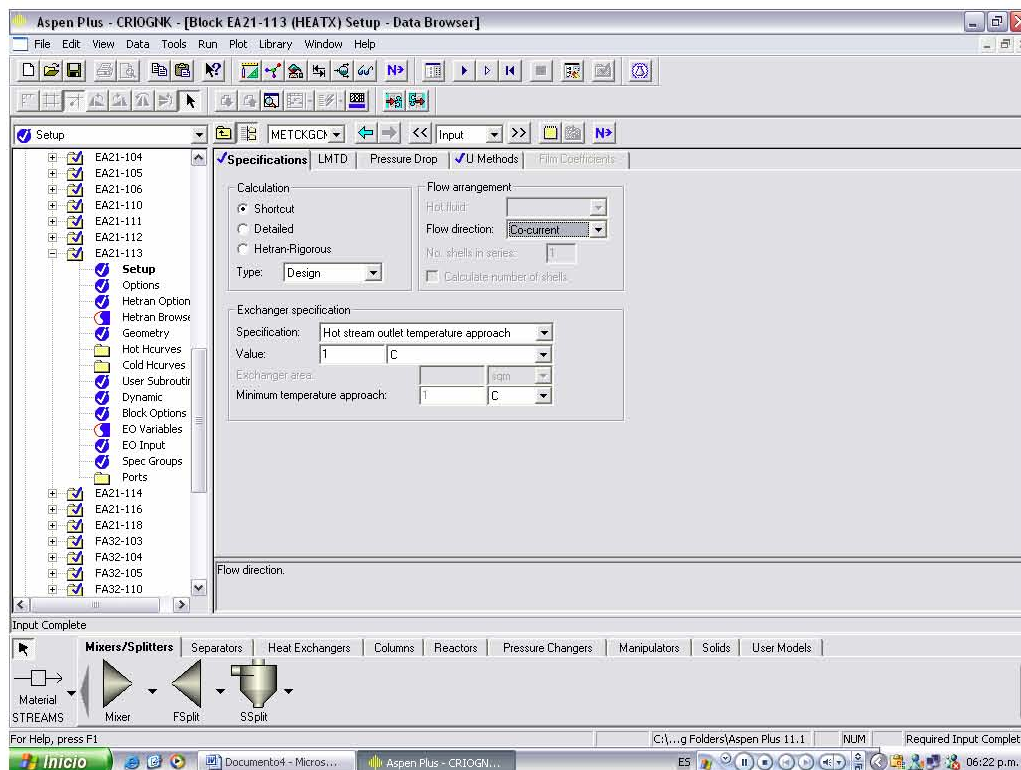 Aspen Plus - CRIOGNK - [Block EA21-113 (HEATX) Setup - Data Browser]
File Edit View Data Tools Run Plot Library Window Help
N>
Setup
METCKGCN
<< Input >>
N>
EA21-104
EA21-105
EA21-106
EA21-110
EA21-111
EA21-112
EA21-113
Setup
Options
Hetran Option
Hetran Browse
Geometry
Hot Hcurves
Cold Hcurves
User Subroutir
Dynamic
Block Options
EO Variables
EO Input
Spec Groups
Ports
EA21-114
EA21-116
EA21-118
FA32-103
FA32-104
FA32-105
FA32-110
Specifications LMTD Pressure Drop U Methods Film Coefficients
Calculation
Shortcut
Detailed
Hetran-Rigorous
Type: Design
Flow arrangement
Hot fluid:
Flow direction: Co-current
No. shells in series: 1
Calculate number of shells
Exchanger specification
Specification: Hot stream outlet temperature approach
Value: 1 C
Exchanger area: sqm
Minimum temperature approach: 1 C
Flow direction.
Input Complete
Mixers/Splitters Separators Heat Exchangers Columns Reactors Pressure Changers Manipulators Solids User Models
Material
STREAMS
Mixer FSplit SSplit
For Help, press F1 C:\...g Folders\Aspen Plus 11.1 NUM Required Input Complet
Inicio Documento4 - Micros... Aspen Plus - CRIOGN... ES 06:22 p.m.